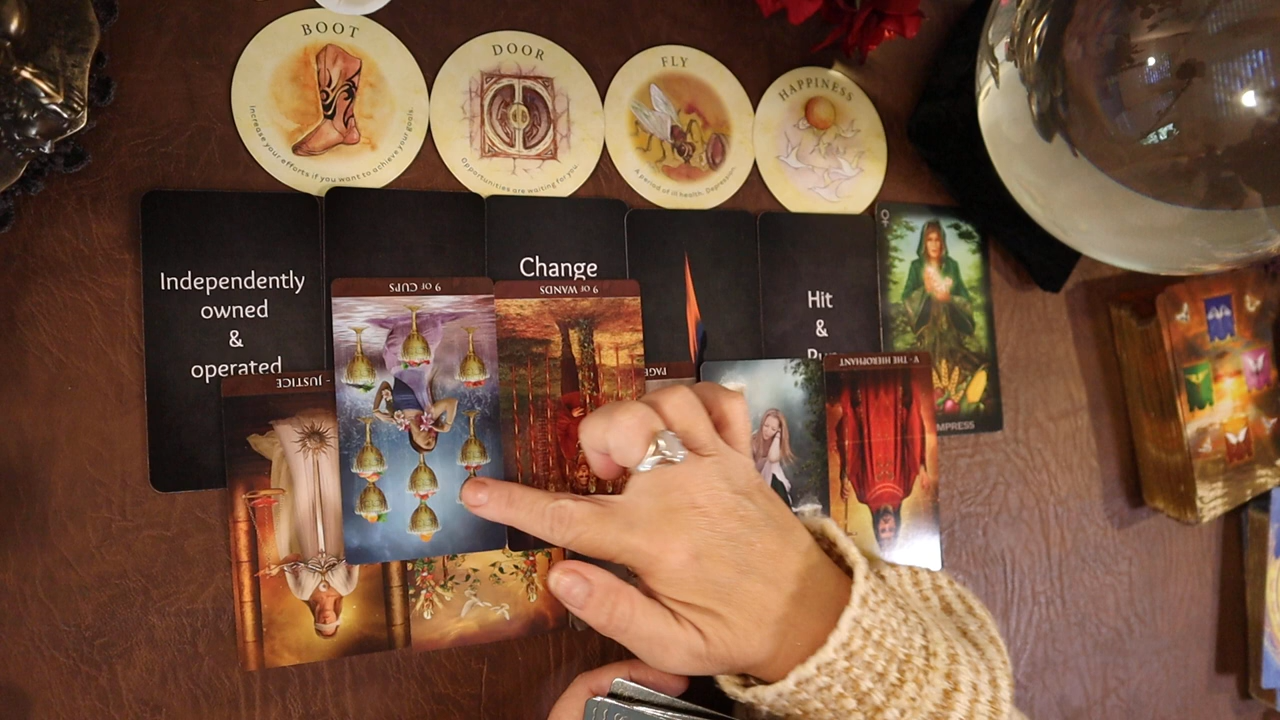 BOOT
Increase your efforts if you want to achieve your goals.
DOOR
Opportunities are waiting for you.
FLY
A period of ill health. Depression.
HAPPINESS
Independently
owned
&
operated
Change
Hit
&
9 OF CUPS
9 OF WANDS
JUSTICE
PAGE
V - THE HIEROPHANT
MPRESS